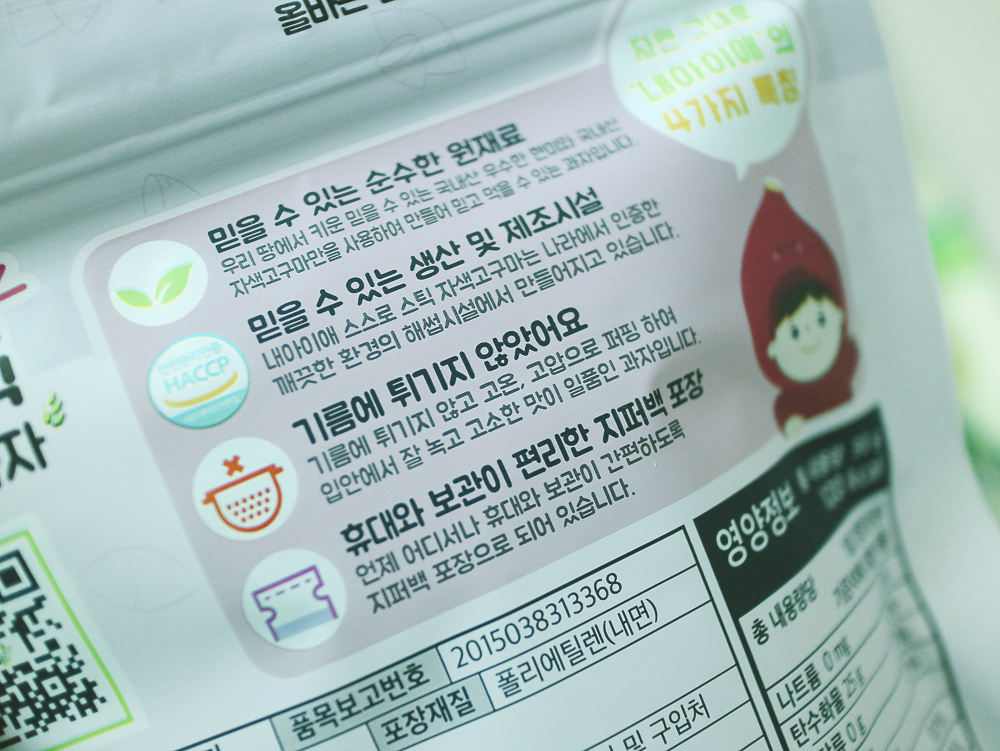 올바른
자연 그대로
'내아이애'의
4가지 특징
믿을 수 있는 순수한 원재료
우리 땅에서 키운 믿을 수 있는 국내산 우수한 현미와 국내산
자색고구마만을 사용하여 만들어 믿고 먹을 수 있는 과자입니다.
믿을 수 있는 생산 및 제조시설
내아이애 스스로 스틱 자색고구마는 나라에서 인증한
깨끗한 환경의 해썹시설에서 만들어지고 있습니다.
HACCP
기름에 튀기지 않았어요
기름에 튀기지 않고 고온, 고압으로 퍼핑 하여
입안에서 잘 녹고 고소한 맛이 일품인 과자입니다.
휴대와 보관이 편리한 지퍼백 포장
언제 어디서나 휴대와 보관이 간편하도록
지퍼백 포장으로 되어 있습니다.
품목보고번호 2015038313368
포장재질 폴리에틸렌(내면)
및 구입처
영양정보
총 내용량당
나트륨 0 mg
탄수화물 25 g
0 g